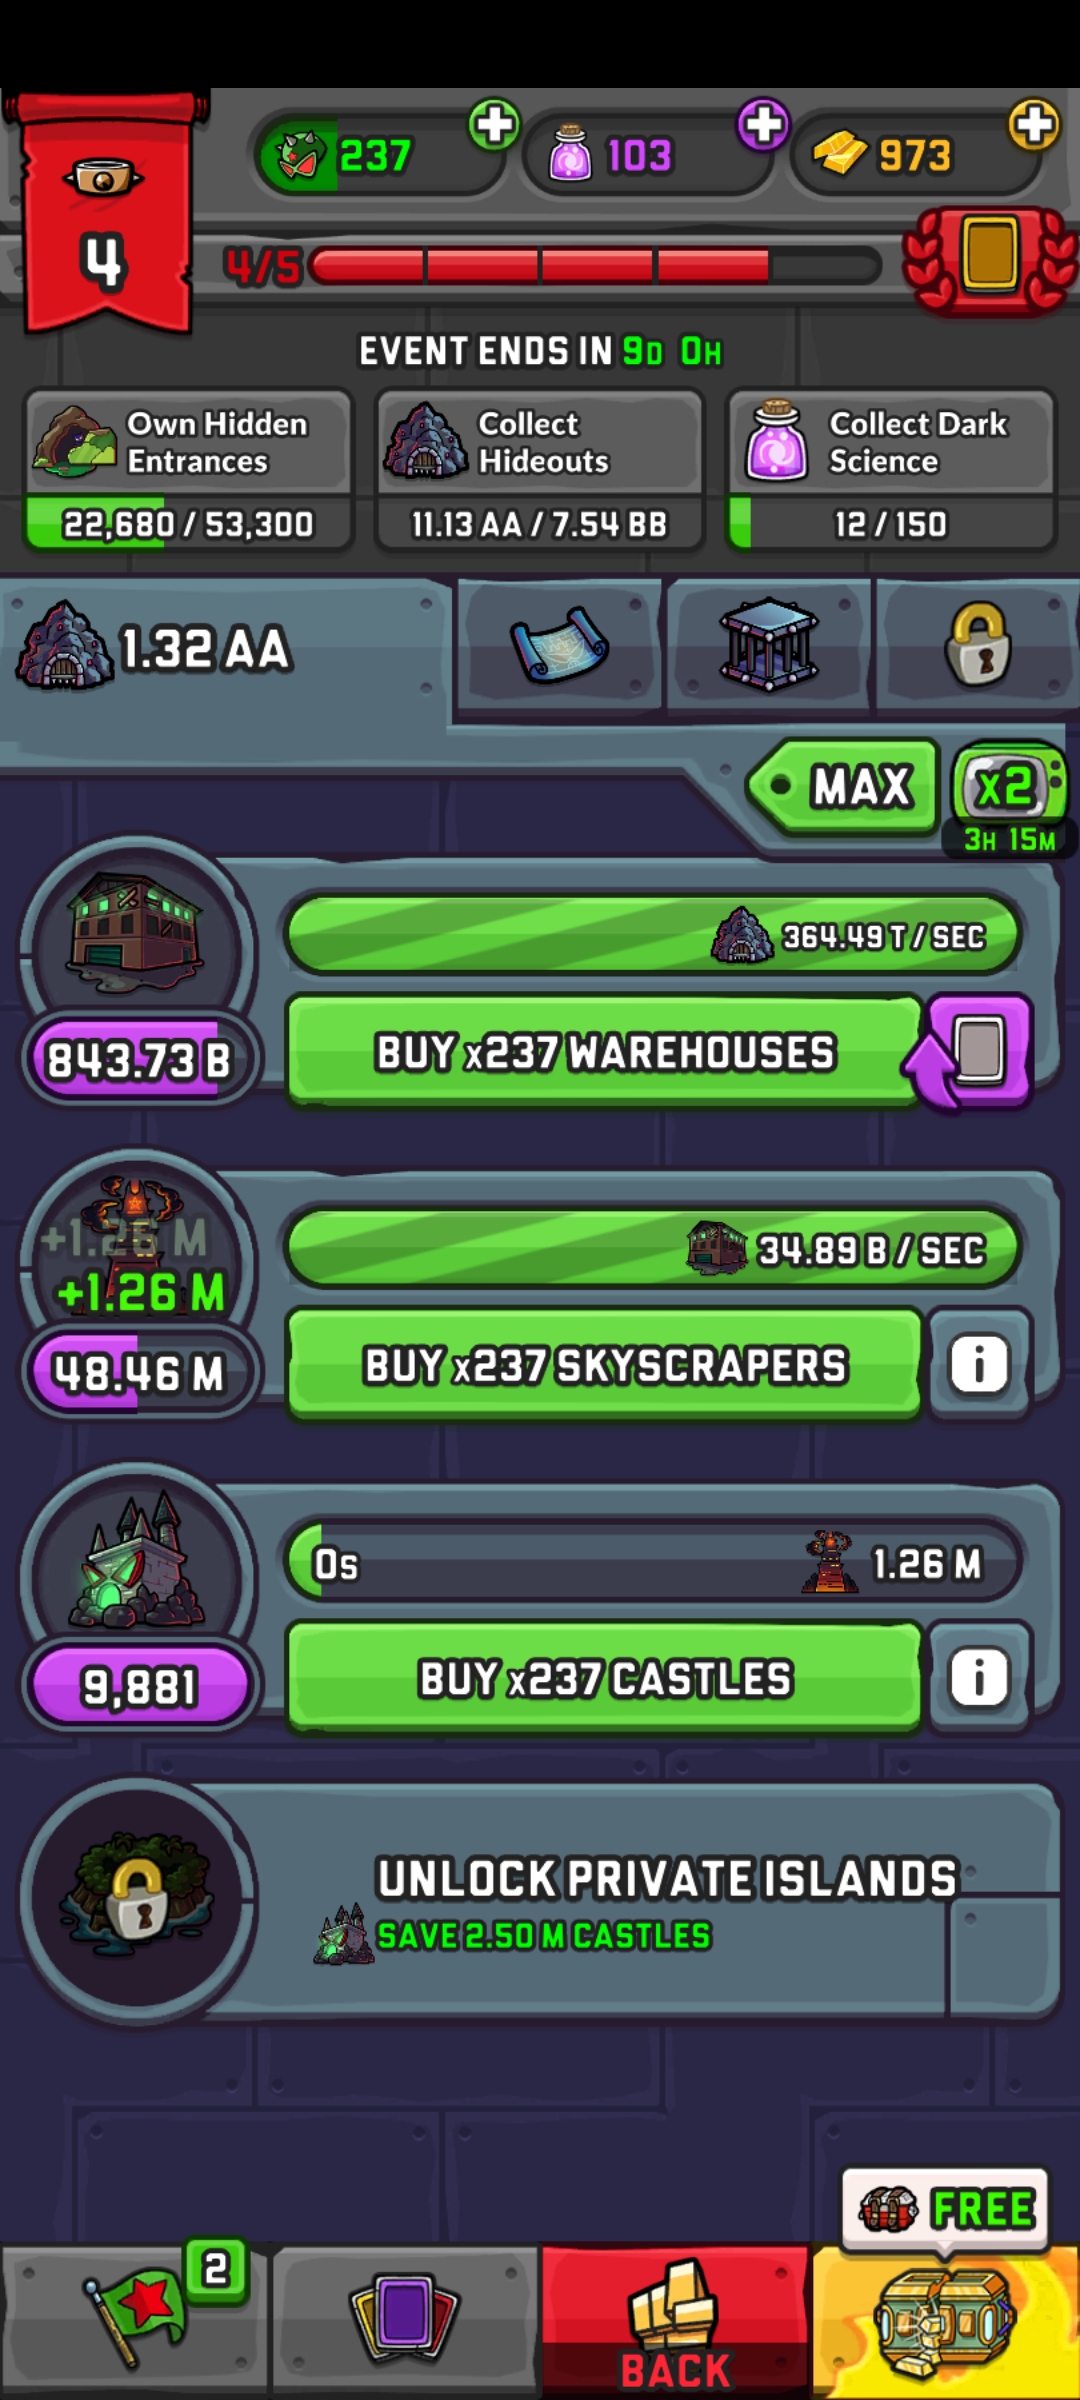 237
103
973
4
4/5
EVENT ENDS IN 9D 0H
Own Hidden
Entrances
22,680 / 53,300
Collect
Hideouts
11.13 AA / 7.54 BB
Collect Dark
Science
12 / 150
1.32 AA
MAX
x2
3H 15M
364.49 T / SEC
843.73 B
BUY x237 WAREHOUSES
+1.26 M
+1.26 M
34.89 B / SEC
48.46 M
BUY x237 SKYSCRAPERS
i
0s
1.26 M
9,881
BUY x237 CASTLES
i
UNLOCK PRIVATE ISLANDS
SAVE 2.50 M CASTLES
FREE
2
BACK